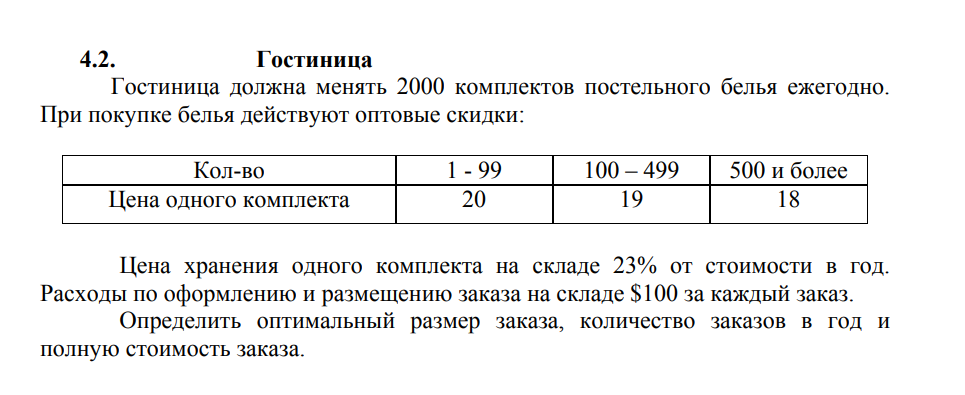 4.2. Гостиница
Гостиница должна менять 2000 комплектов постельного белья ежегодно.
При покупке белья действуют оптовые скидки:
Кол-во 1 - 99 100 – 499 500 и более
Цена одного комплекта 20 19 18
Цена хранения одного комплекта на складе 23% от стоимости в год.
Расходы по оформлению и размещению заказа на складе $100 за каждый заказ.
Определить оптимальный размер заказа, количество заказов в год и
полную стоимость заказа.